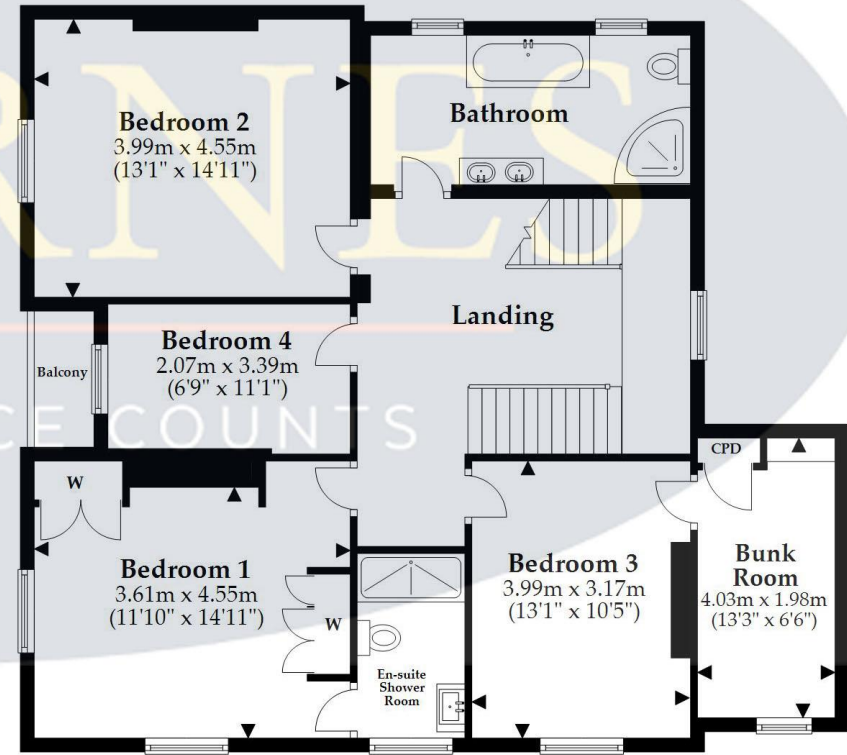 RNES
CE COUNTS
Bedroom 2
3.99m x 4.55m
(13'1" x 14'11")
Bathroom
Landing
Bedroom 4
2.07m x 3.39m
(6'9" x 11'1")
Balcony
W
CPD
Bedroom 1
3.61m x 4.55m
(11'10" x 14'11")
W
En-suite
Shower
Room
Bedroom 3
3.99m x 3.17m
(13'1" x 10'5")
Bunk
Room
4.03m x 1.98m
(13'3" x 6'6")